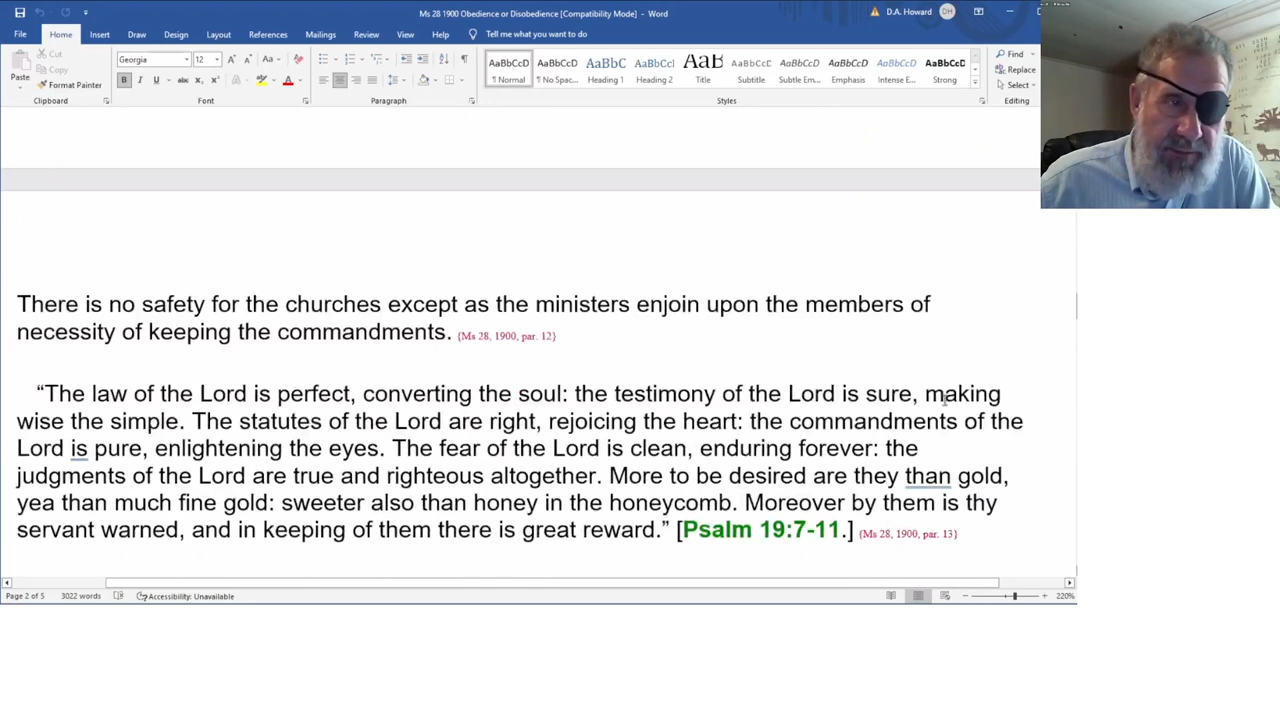 Ms 28 1900 Obedience or Disobedience [Compatibility Mode] - Word
D.A. Howard
DH
File
Home
Insert
Draw
Design
Layout
References
Mailings
Review
View
Help
Tell me what you want to do
Paste
Cut
Copy
Format Painter
Georgia
12
AaBbCcD
AaBbCcD
AaBbC
AaBbCcl
AaB
AaBbCcD
AaBbCcD
AaBbCcD
AaBbCcD
AaBbCcD
¶ Normal
¶ No Spac...
Heading 1
Heading 2
Title
Subtitle
Subtle Em...
Emphasis
Intense E...
Strong
Find
Replace
Select
Clipboard
Font
Paragraph
Styles
Editing
There is no safety for the churches except as the ministers enjoin upon the members of
necessity of keeping the commandments. {Ms 28, 1900, par. 12}
“The law of the Lord is perfect, converting the soul: the testimony of the Lord is sure, making
wise the simple. The statutes of the Lord are right, rejoicing the heart: the commandments of the
Lord is pure, enlightening the eyes. The fear of the Lord is clean, enduring forever: the
judgments of the Lord are true and righteous altogether. More to be desired are they than gold,
yea than much fine gold: sweeter also than honey in the honeycomb. Moreover by them is thy
servant warned, and in keeping of them there is great reward.” [Psalm 19:7-11.] {Ms 28, 1900, par. 13}
Page 2 of 5
3022 words
Accessibility: Unavailable
220%